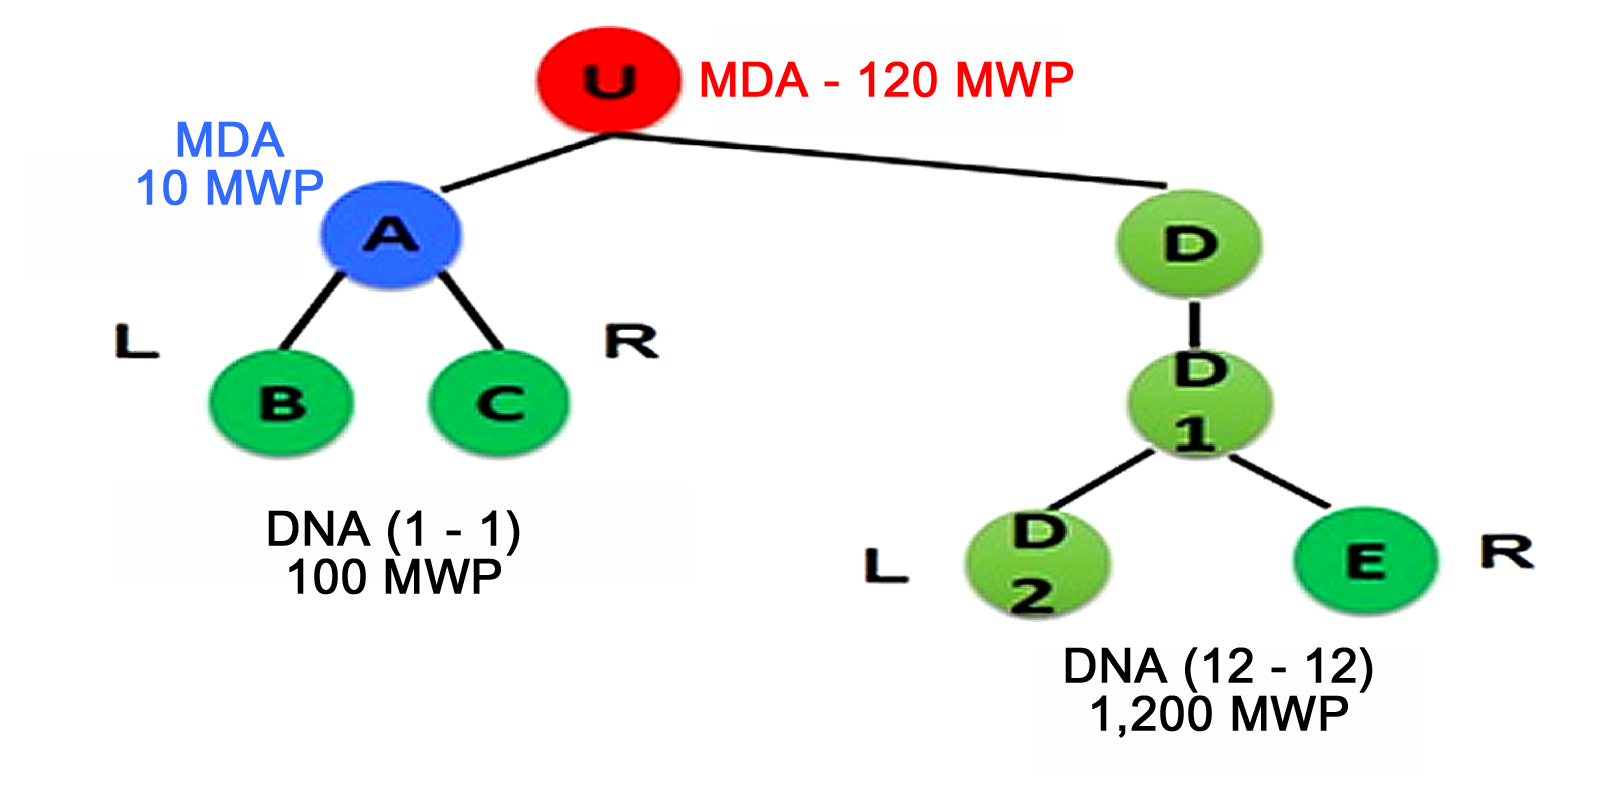 U
MDA - 120 MWP
MDA
10 MWP
A
D
L
R
B
C
D
1
DNA (1 - 1)
100 MWP
L
D
2
E
R
DNA (12 - 12)
1,200 MWP